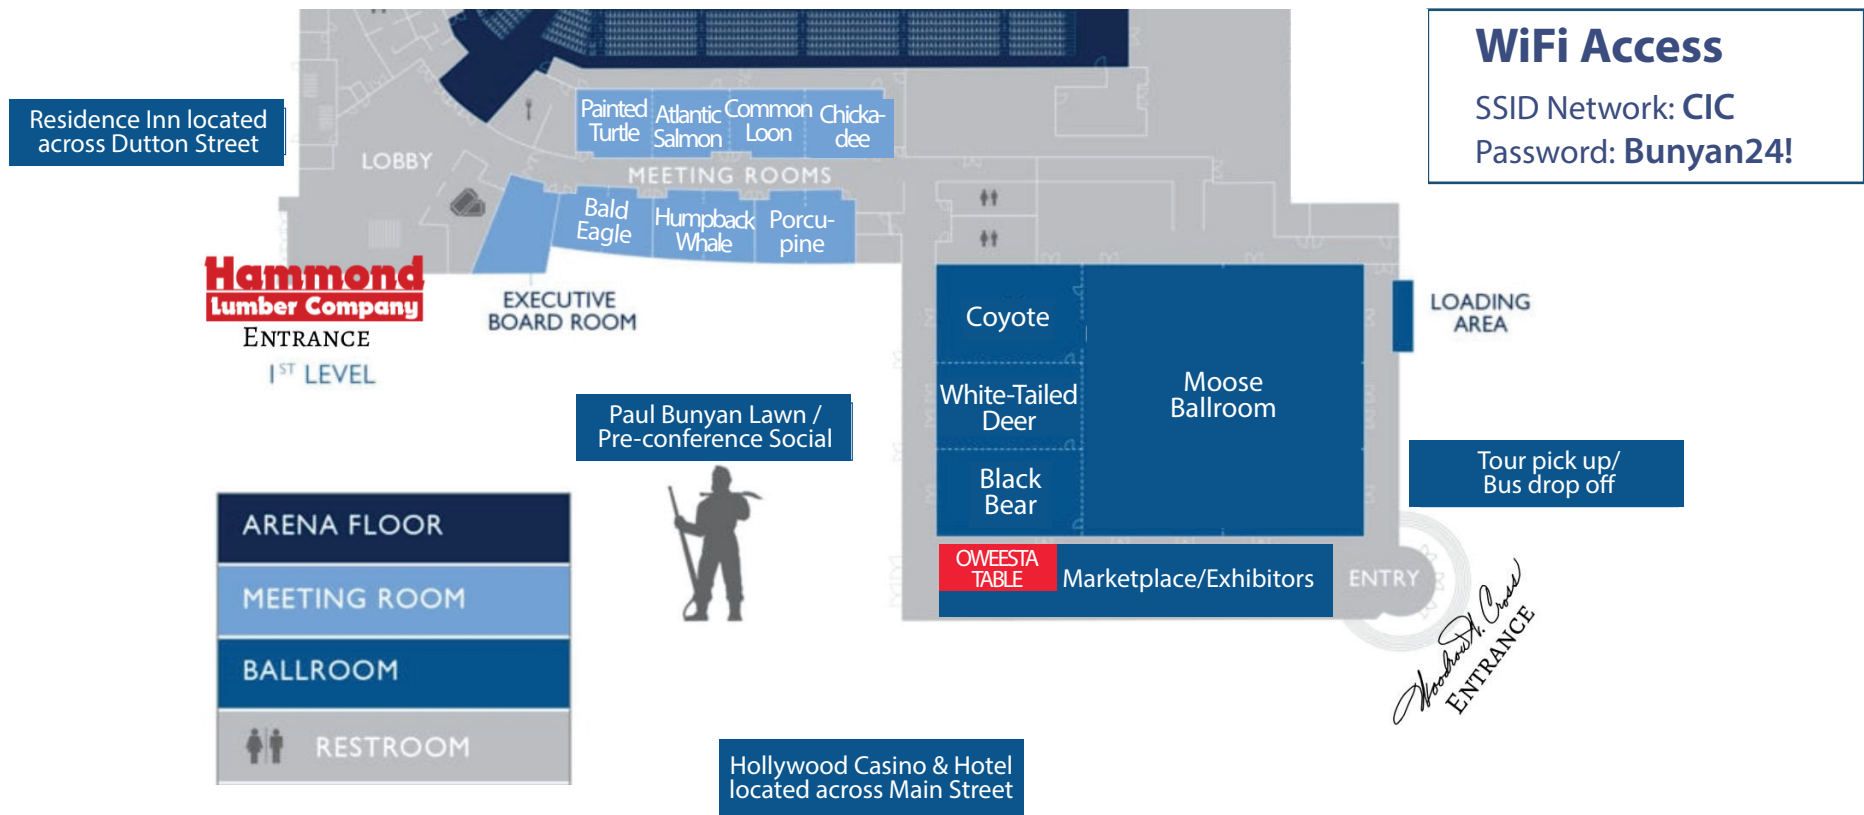 WiFi Access
SSID Network: CIC
Password: Bunyan24!
Residence Inn located
across Dutton Street
Painted
Turtle
Atlantic
Salmon
Common
Loon
Chicka-
dee
LOBBY
MEETING ROOMS
Bald
Eagle
Humpback
Whale
Porcu-
pine
Hammond
Lumber Company
ENTRANCE
1ST LEVEL
EXECUTIVE
BOARD ROOM
Coyote
White-Tailed
Deer
Black
Bear
Moose
Ballroom
LOADING
AREA
Paul Bunyan Lawn /
Pre-conference Social
Tour pick up/
Bus drop off
OWEESTA
TABLE
Marketplace/Exhibitors
ENTRY
Woodrow W. Cross
ENTRANCE
ARENA FLOOR
MEETING ROOM
BALLROOM
RESTROOM
Hollywood Casino & Hotel
located across Main Street